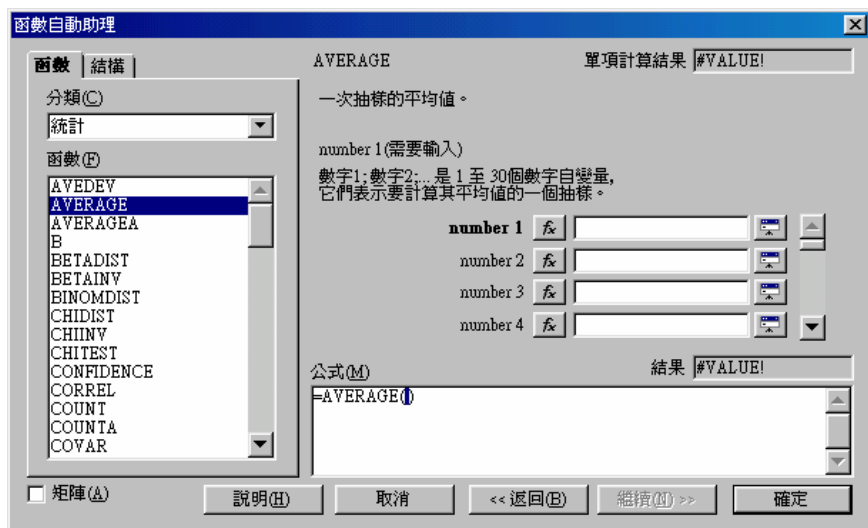 函數自動助理
函數
結構
分類(C)
統計
函數(F)
AVEDEV
AVERAGE
AVERAGEA
B
BETADIST
BETAINV
BINOMDIST
CHIDIST
CHIINV
CHITEST
CONFIDENCE
CORREL
COUNT
COUNTA
COVAR
AVERAGE
單項計算結果 #VALUE!
一次抽樣的平均值。
number 1(需要輸入)
數字1; 數字2;... 是 1 至 30個數字自變量,
它們表示要計算其平均值的一個抽樣。
number 1 fx
number 2 fx
number 3 fx
number 4 fx
公式(M)
結果 #VALUE!
=AVERAGE()
矩陣(A)
說明(H)
取消
<< 返回(B)
繼續(N) >>
確定